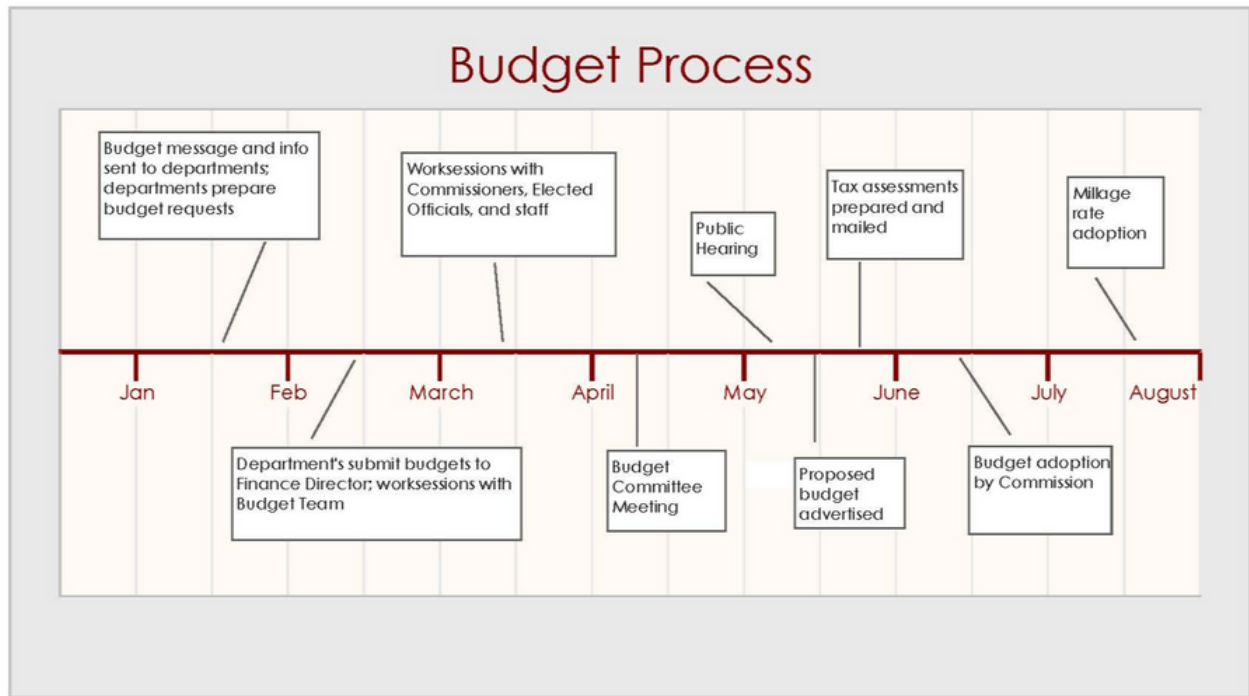 Budget Process
Budget message and info
sent to departments;
departments prepare
budget requests
Worksessions with
Commissioners, Elected
Officials, and staff
Public
Hearing
Tax assessments
prepared and
mailed
Millage
rate
adoption
Jan
Feb
March
April
May
June
July
August
Department's submit budgets to
Finance Director; worksessions with
Budget Team
Budget
Committee
Meeting
Proposed
budget
advertised
Budget adoption
by Commission